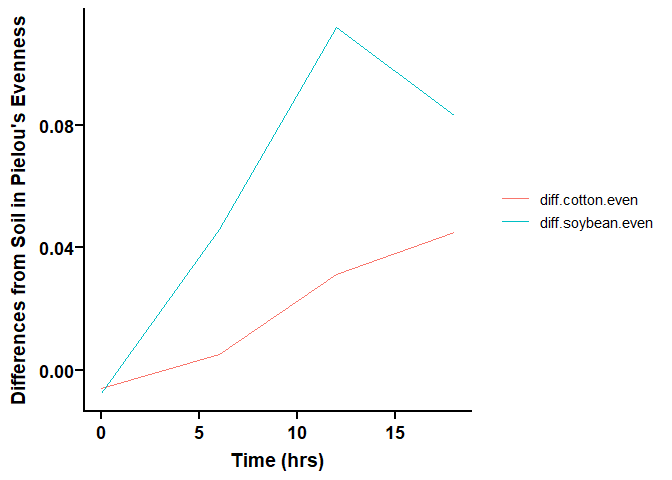 Differences from Soil in Pielou's Evenness
0.08
0.04
0.00
0
5
10
15
Time (hrs)
diff.cotton.even
diff.soybean.even